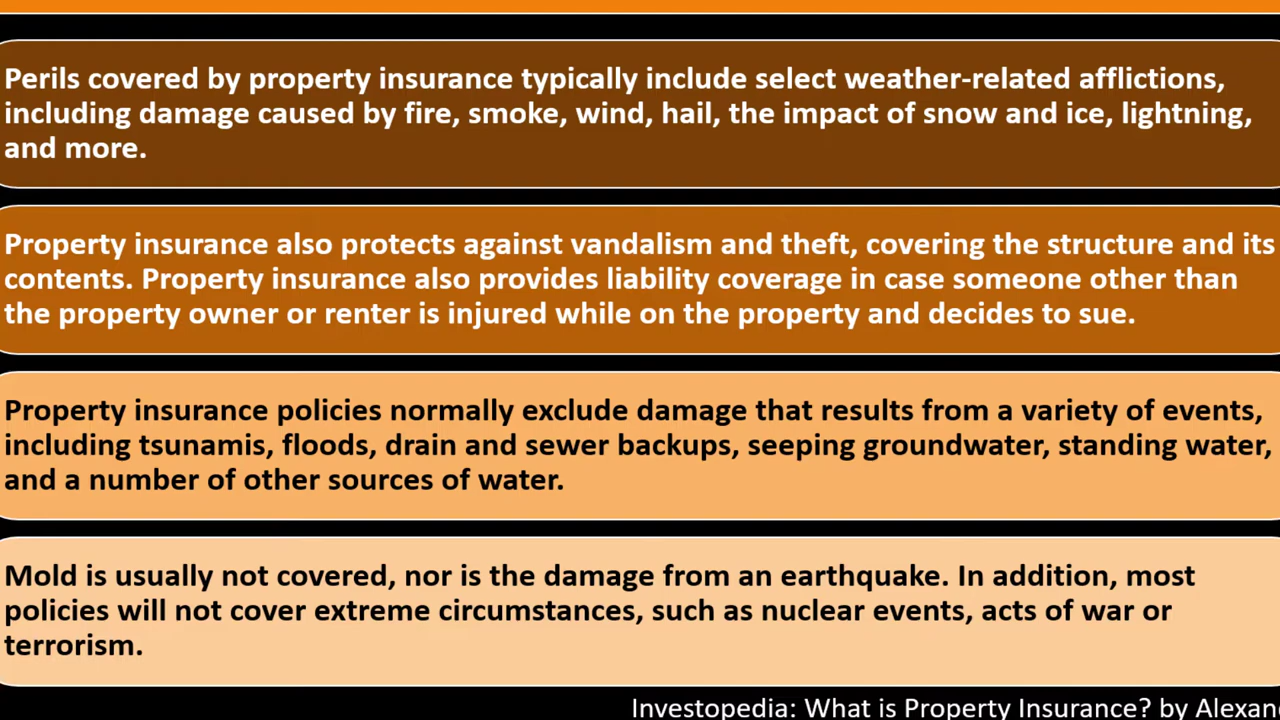 Perils covered by property insurance typically include select weather-related afflictions,
including damage caused by fire, smoke, wind, hail, the impact of snow and ice, lightning,
and more.
Property insurance also protects against vandalism and theft, covering the structure and its
contents. Property insurance also provides liability coverage in case someone other than
the property owner or renter is injured while on the property and decides to sue.
Property insurance policies normally exclude damage that results from a variety of events,
including tsunamis, floods, drain and sewer backups, seeping groundwater, standing water,
and a number of other sources of water.
Mold is usually not covered, nor is the damage from an earthquake. In addition, most
policies will not cover extreme circumstances, such as nuclear events, acts of war or
terrorism.
Investopedia: What is Property Insurance? by Alexan